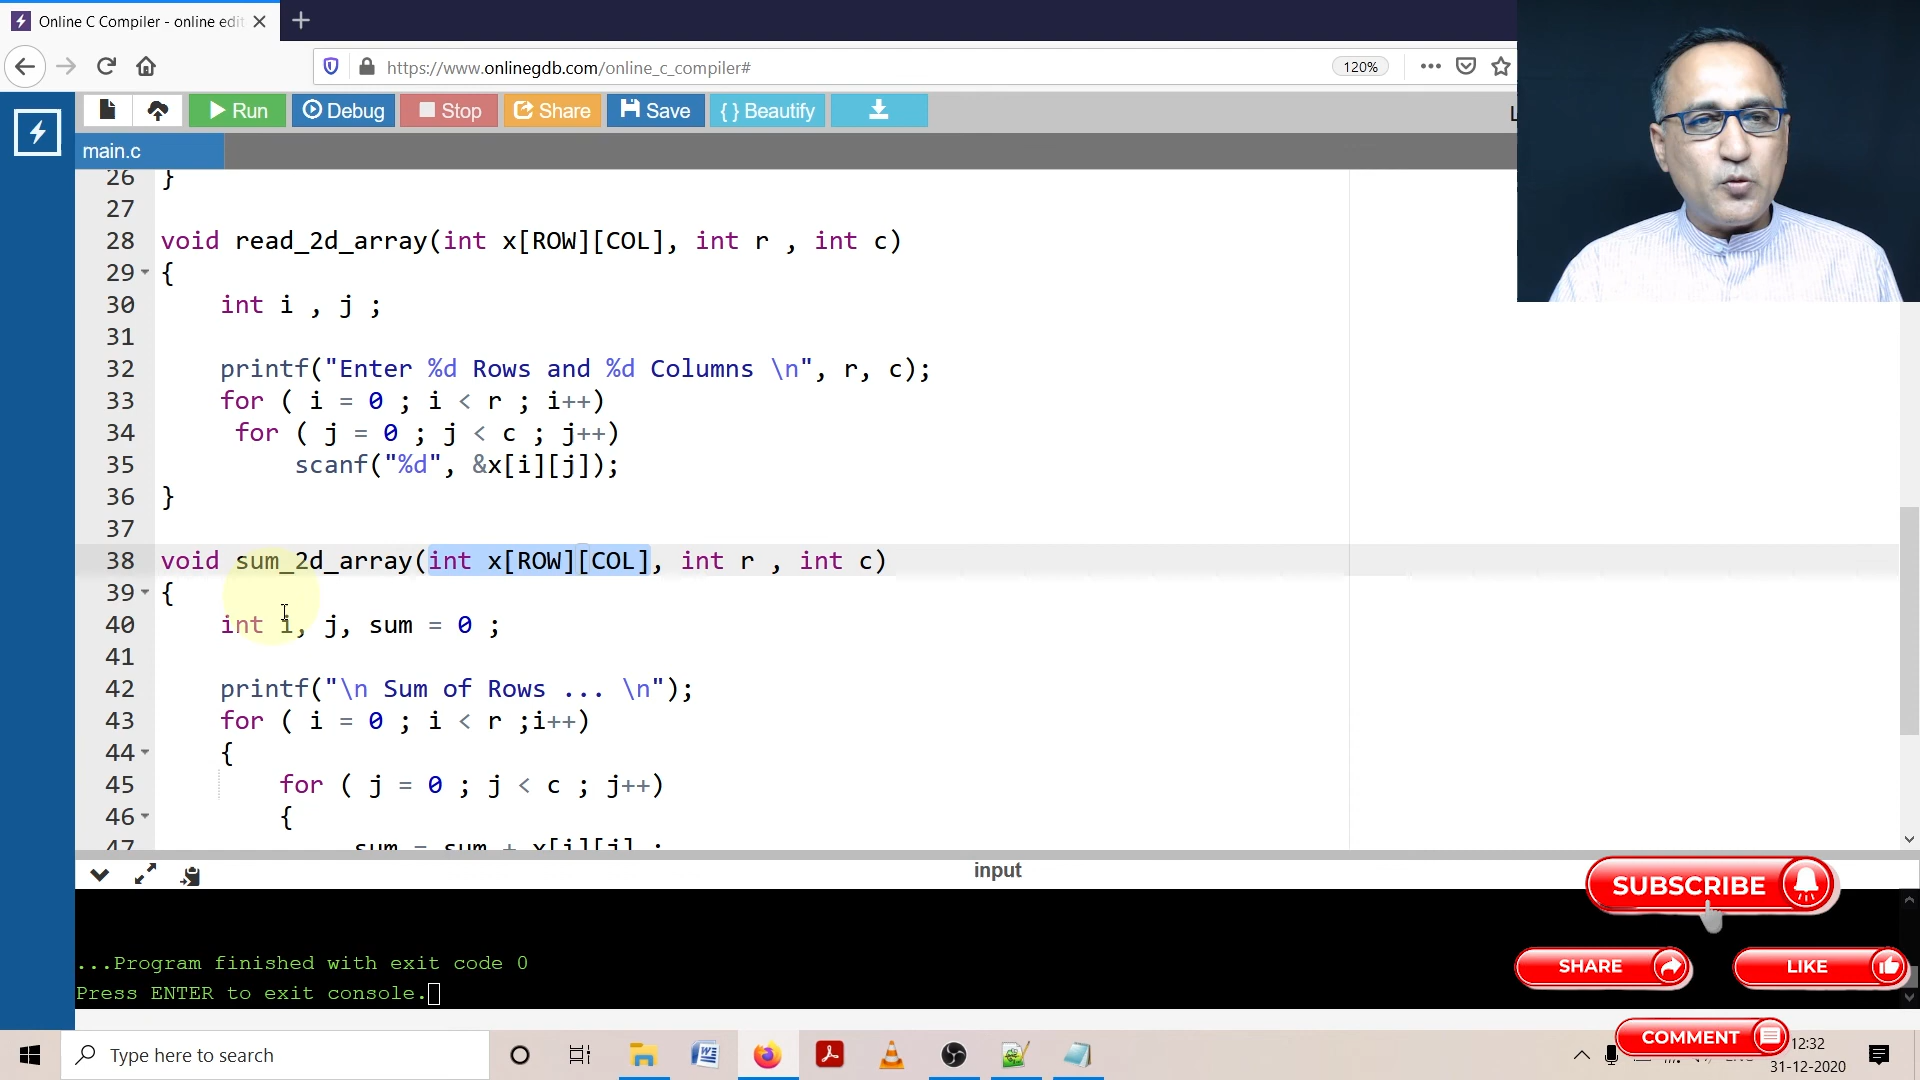 Online C Compiler - online edit
https://www.onlinegdb.com/online_c_compiler#
120%
Run
Debug
Stop
Share
Save
{ } Beautify
L
main.c
26 }
27
28 void read_2d_array(int x[ROW][COL], int r , int c)
29 {
30 int i , j ;
31
32 printf("Enter %d Rows and %d Columns \n", r, c);
33 for ( i = 0 ; i < r ; i++)
34 for ( j = 0 ; j < c ; j++)
35 scanf("%d", &x[i][j]);
36 }
37
38 void sum_2d_array(int x[ROW][COL], int r , int c)
39 {
40 int i, j, sum = 0 ;
41
42 printf("\n Sum of Rows ... \n");
43 for ( i = 0 ; i < r ;i++)
44 {
45 for ( j = 0 ; j < c ; j++)
46 {
47 sum = sum + x[i][j] ;
input
...Program finished with exit code 0
Press ENTER to exit console.
SUBSCRIBE
SHARE
LIKE
COMMENT
Type here to search
12:32
31-12-2020